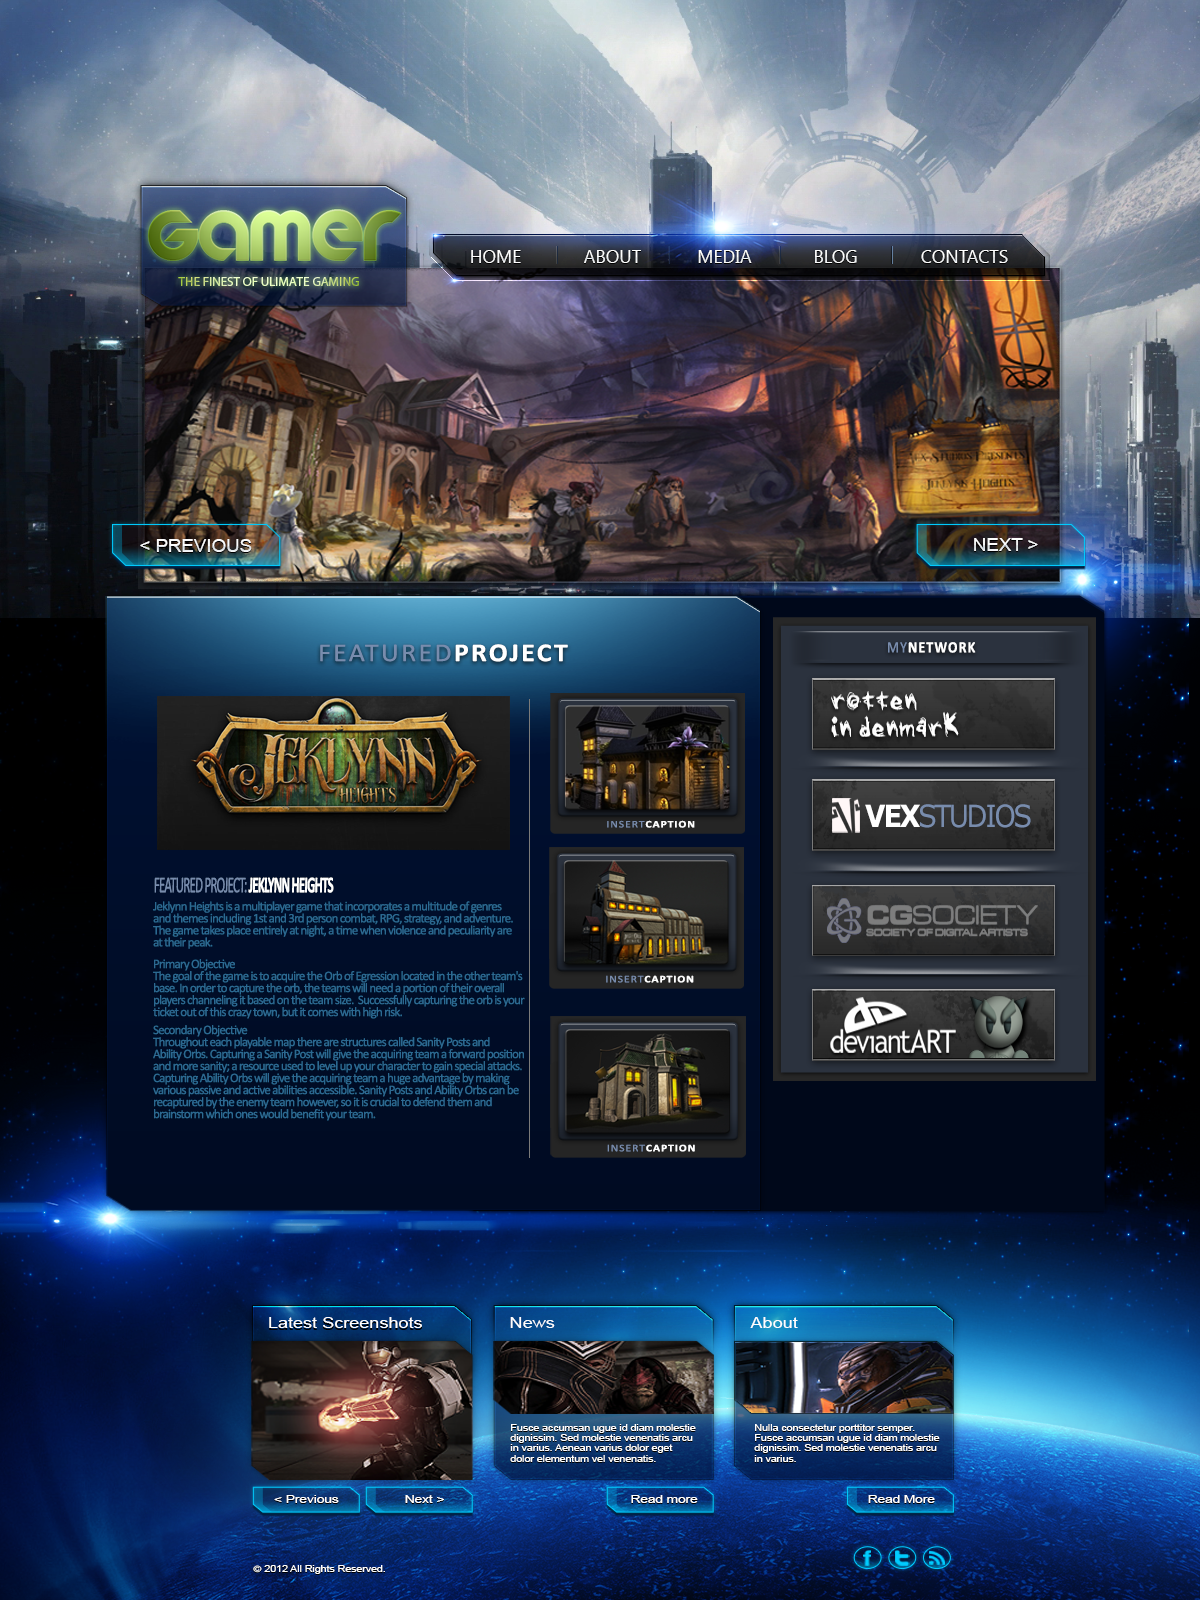 GAMER
THE FINEST OF ULIMATE GAMING
HOME
ABOUT
MEDIA
BLOG
CONTACTS
VEX STUDIOS PRESENTS
JEKLYNN HEIGHTS
< PREVIOUS
NEXT >
FEATUREDPROJECT
JEKLYNN
HEIGHTS
FEATURED PROJECT: JEKLYNN HEIGHTS
Jeklynn Heights is a multiplayer game that incorporates a multitude of genres
and themes including 1st and 3rd person combat, RPG, strategy, and adventure.
The game takes place entirely at night, a time when violence and peculiarity are
at their peak.
Primary Objective
The goal of the game is to acquire the Orb of Egression located in the other team's
base. In order to capture the orb, the teams will need a portion of their overall
players channeling it based on the team size. Successfully capturing the orb is your
ticket out of this crazy town, but it comes with high risk.
Secondary Objective
Throughout each playable map there are structures called Sanity Posts and
Ability Orbs. Capturing a Sanity Post will give the acquiring team a forward position
and more sanity; a resource used to level up your character to gain special attacks.
Capturing Ability Orbs will give the acquiring team a huge advantage by making
various passive and active abilities accessible. Sanity Posts and Ability Orbs can be
recaptured by the enemy team however, so it is crucial to defend them and
brainstorm which ones would benefit your team.
INSERTCAPTION
INSERTCAPTION
INSERTCAPTION
MYNETWORK
rotten
in denmark
VEXSTUDIOS
CGSOCIETY
SOCIETY OF DIGITAL ARTISTS
deviantART
Latest Screenshots
< Previous
Next >
News
Fusce accumsan ugue id diam molestie
dignissim. Sed molestie venenatis arcu
in varius. Aenean varius dolor eget
dolor elementum vel venenatis.
Read more
About
Nulla consectetur porttitor semper.
Fusce accumsan ugue id diam molestie
dignissim. Sed molestie venenatis arcu
in varius.
Read More
© 2012 All Rights Reserved.